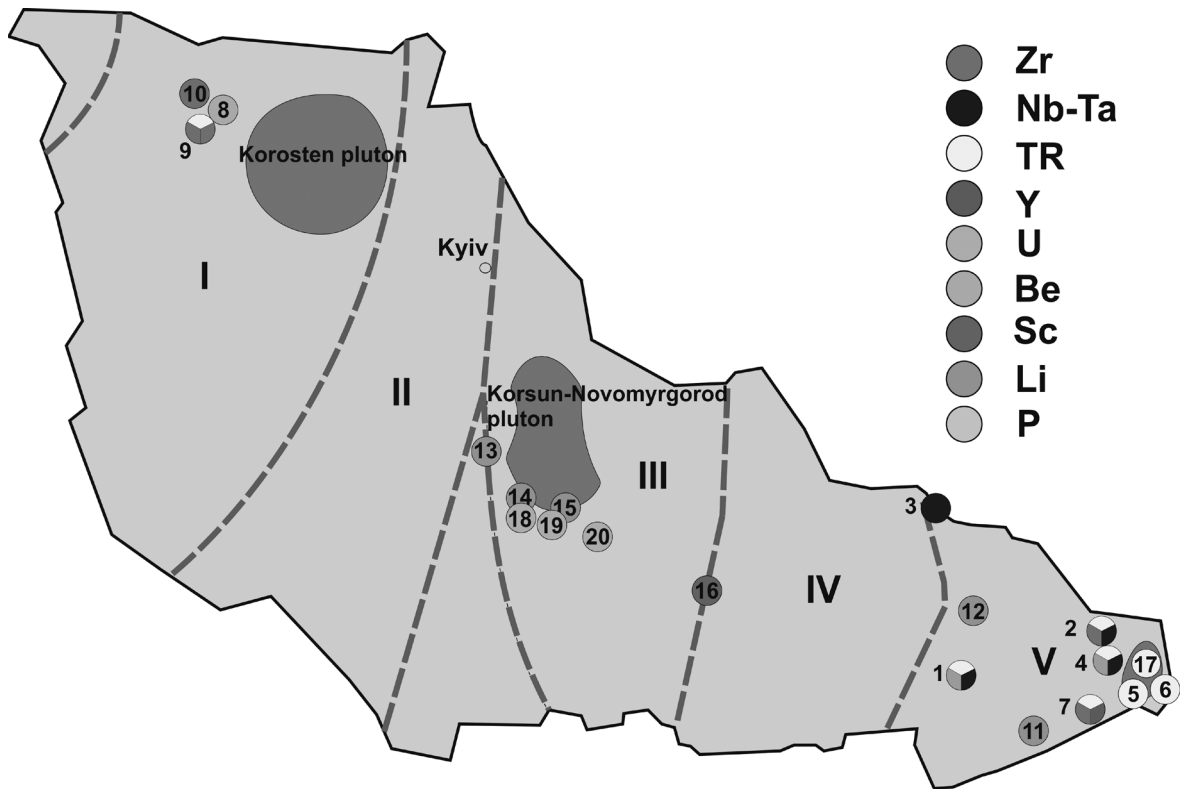 Zr
Nb-Ta
TR
Y
U
Be
Sc
Li
P
10
8
9
Korosten pluton
I
Kyiv
II
Korsun-Novomyrgorod
pluton
13
III
14
15
18
19
20
16
IV
3
12
2
V
4
17
1
5
6
7
11